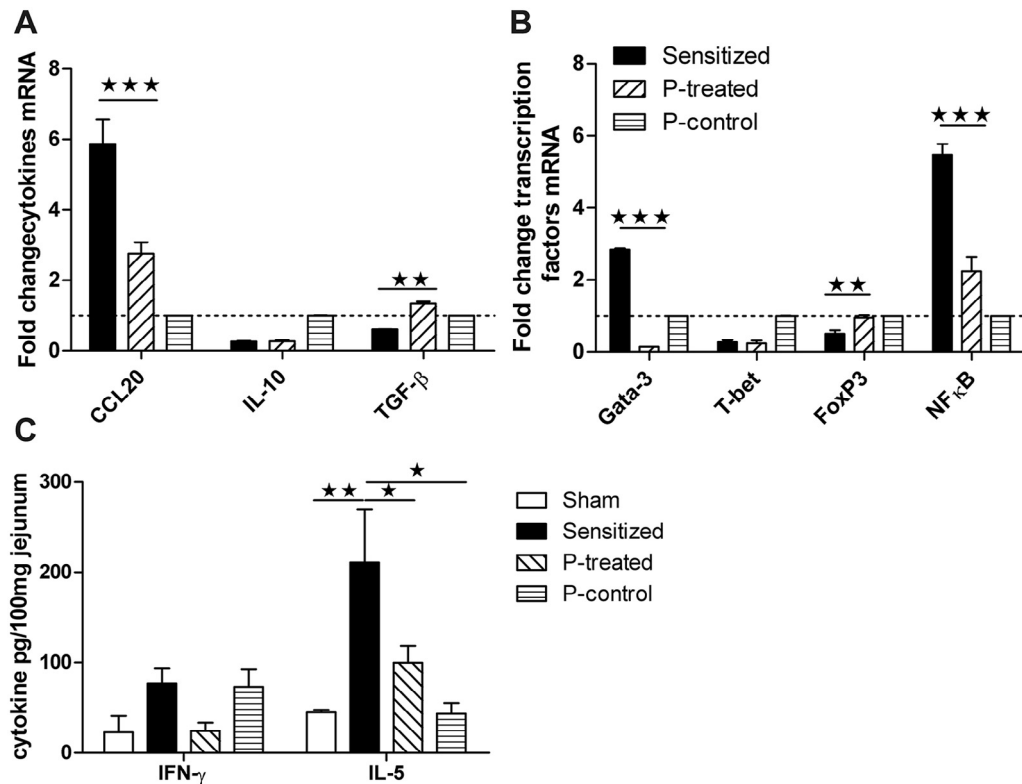 A
Fold changecytokines mRNA
8
6
4
2
0
★★★
★★
CCL20
IL-10
TGF-β
B
Fold change transcription
factors mRNA
8
6
4
2
0
Sensitized
P-treated
P-control
★★★
★★
★★★
Gata-3
T-bet
FoxP3
NFκB
C
cytokine pg/100mg jejunum
300
200
100
0
★★
★
★
IFN-γ
IL-5
Sham
Sensitized
P-treated
P-control